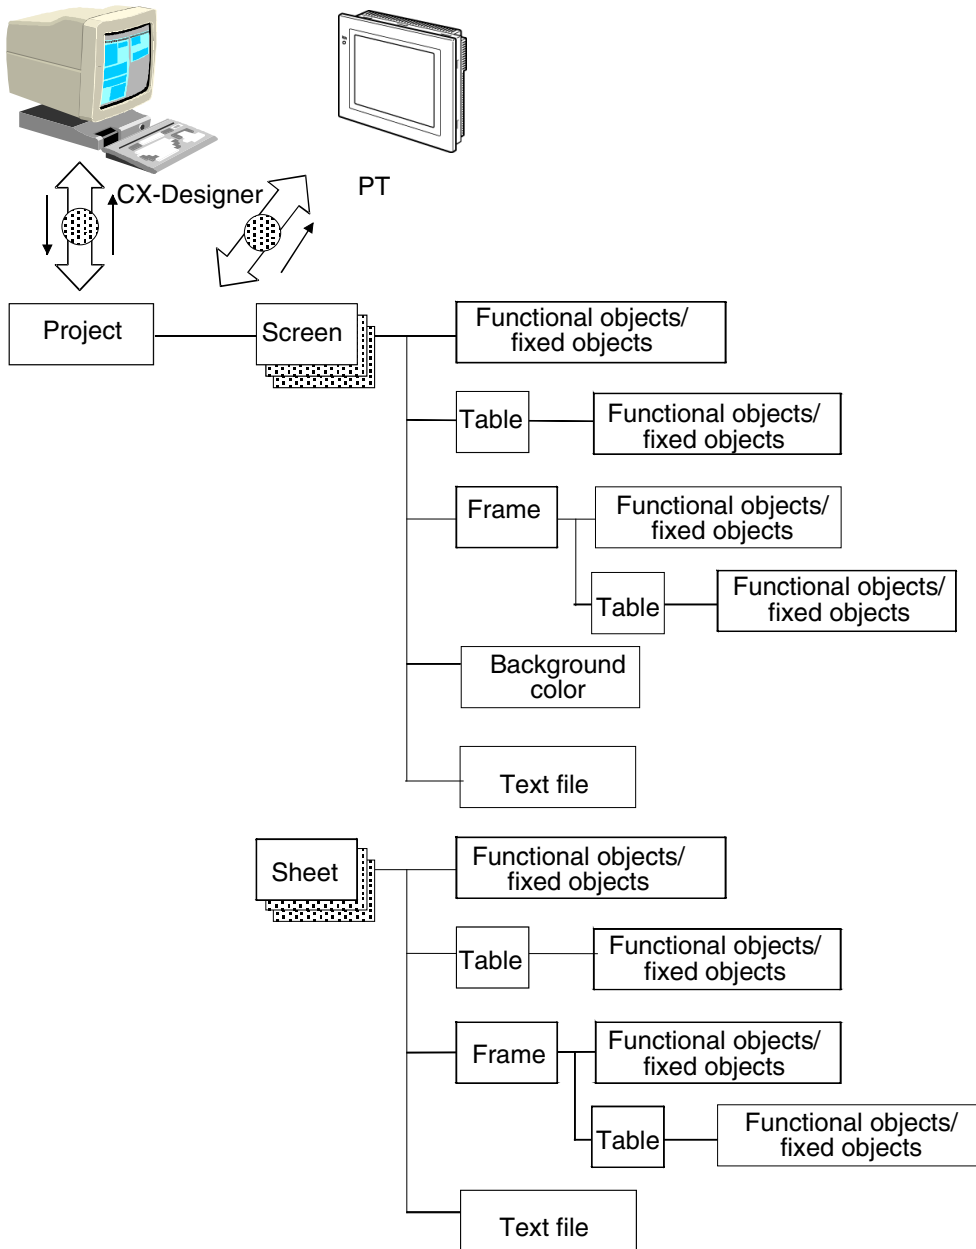 CX-Designer
PT
Project
Screen
Functional objects/
fixed objects
Table
Functional objects/
fixed objects
Frame
Functional objects/
fixed objects
Table
Functional objects/
fixed objects
Background
color
Text file
Sheet
Functional objects/
fixed objects
Table
Functional objects/
fixed objects
Frame
Functional objects/
fixed objects
Table
Functional objects/
fixed objects
Text file